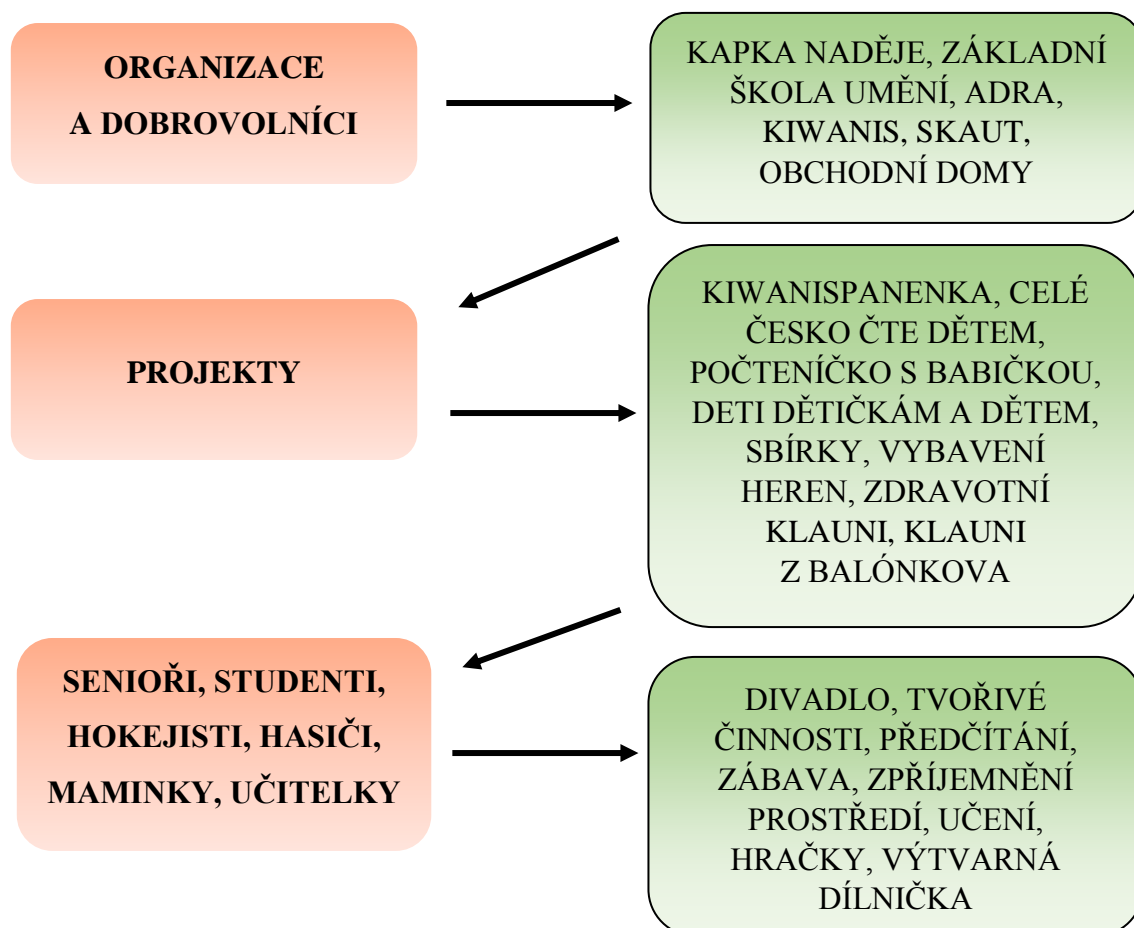 ORGANIZACE
A DOBROVOLNÍCI
KAPKA NADĚJE, ZÁKLADNÍ
ŠKOLA UMĚNÍ, ADRA,
KIWANIS, SKAUT,
OBCHODNÍ DOMY
PROJEKTY
KIWANISPANENKA, CELÉ
ČESKO ČTE DĚTEM,
POČTENÍČKO S BABIČKOU,
DETI DĚTIČKÁM A DĚTEM,
SBÍRKY, VYBAVENÍ
HEREN, ZDRAVOTNÍ
KLAUNI, KLAUNI
Z BALÓNKOVA
SENIOŘI, STUDENTI,
HOKEJISTI, HASIČI,
MAMINKY, UČITELKY
DIVADLO, TVOŘIVÉ
ČINNOSTI, PŘEDČÍTÁNÍ,
ZÁBAVA, ZPŘÍJEMNĚNÍ
PROSTŘEDÍ, UČENÍ,
HRAČKY, VÝTVARNÁ
DÍLNIČKA